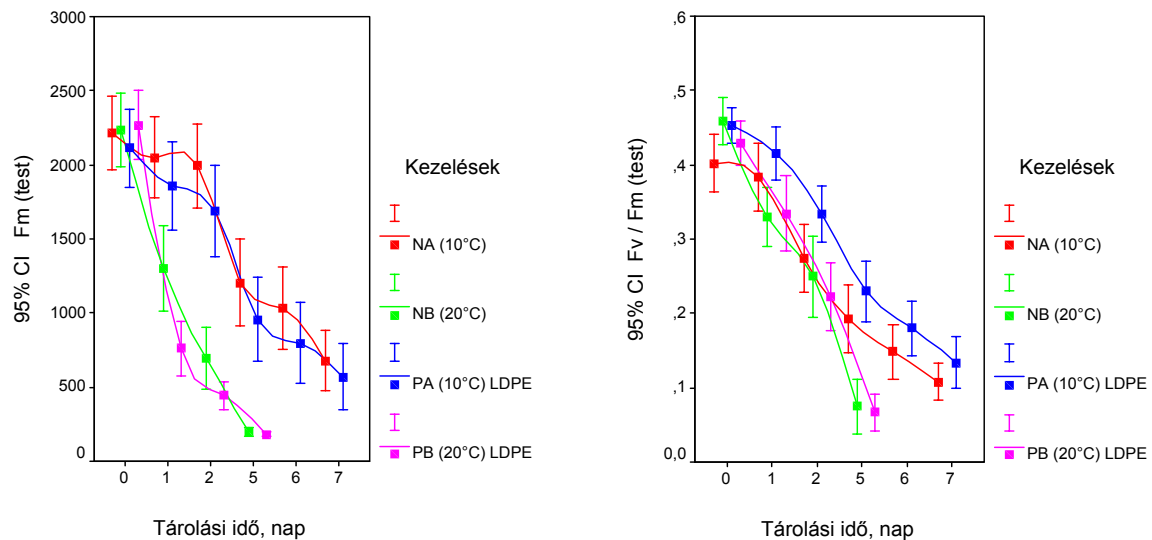 3000
2500
2000
1500
1000
500
0
95% CI Fm (test)
0 1 2 5 6 7
Tárolási idő, nap
Kezelések
NA (10°C)
NB (20°C)
PA (10°C) LDPE
PB (20°C) LDPE
,6
,5
,4
,3
,2
,1
0,0
95% CI Fv / Fm (test)
0 1 2 5 6 7
Tárolási idő, nap
Kezelések
NA (10°C)
NB (20°C)
PA (10°C) LDPE
PB (20°C) LDPE